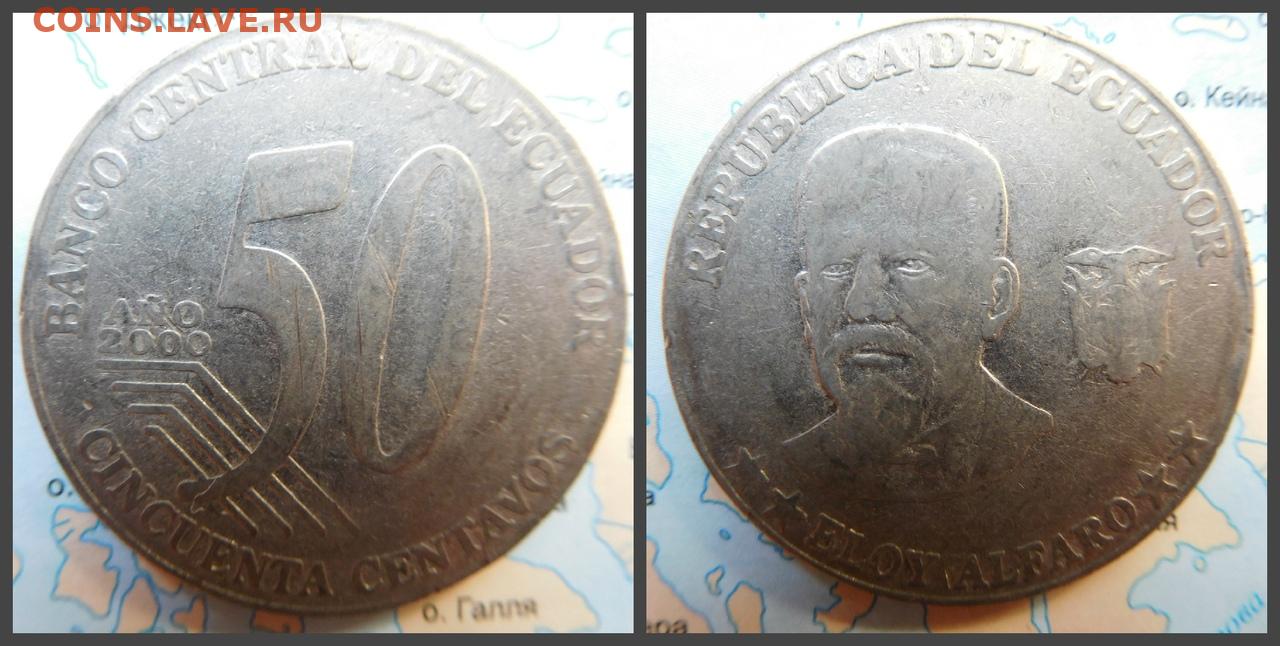 COINS.LAVE.RU
BANCO CENTRAL DEL ECUADOR
50
AÑO
2000
CINCUENTA CENTAVOS
о. Галля
REPUBLICA DEL ECUADOR
ELOY ALFARO
о. Кейн